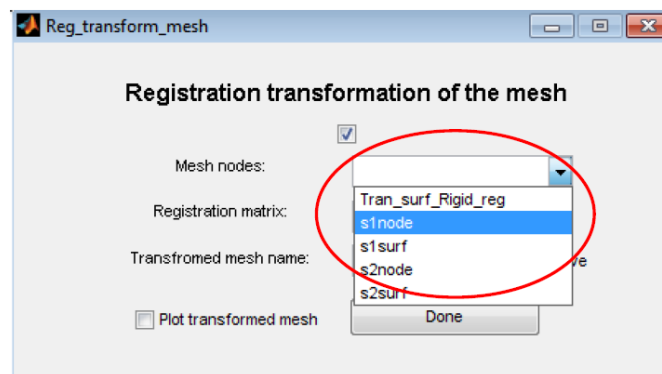 Reg_transform_mesh
Registration transformation of the mesh
Mesh nodes:
Tran_surf_Rigid_reg
Registration matrix:
s1node
s1surf
Transfromed mesh name:
s2node
ve
s2surf
Plot transformed mesh
Done